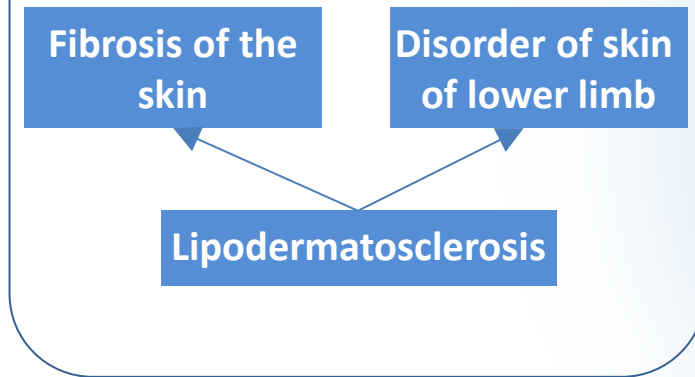 Fibrosis of the
skin
Disorder of skin
of lower limb
Lipodermatosclerosis